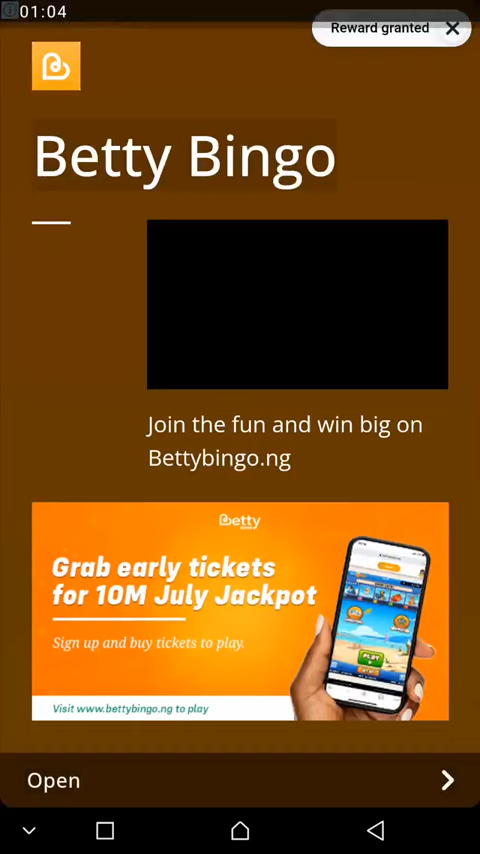 01:04
Reward granted
Betty Bingo
Join the fun and win big on
Bettybingo.ng
Betty
Grab early tickets
for 10M July Jackpot
Sign up and buy tickets to play.
Visit www.bettybingo.ng to play
Open